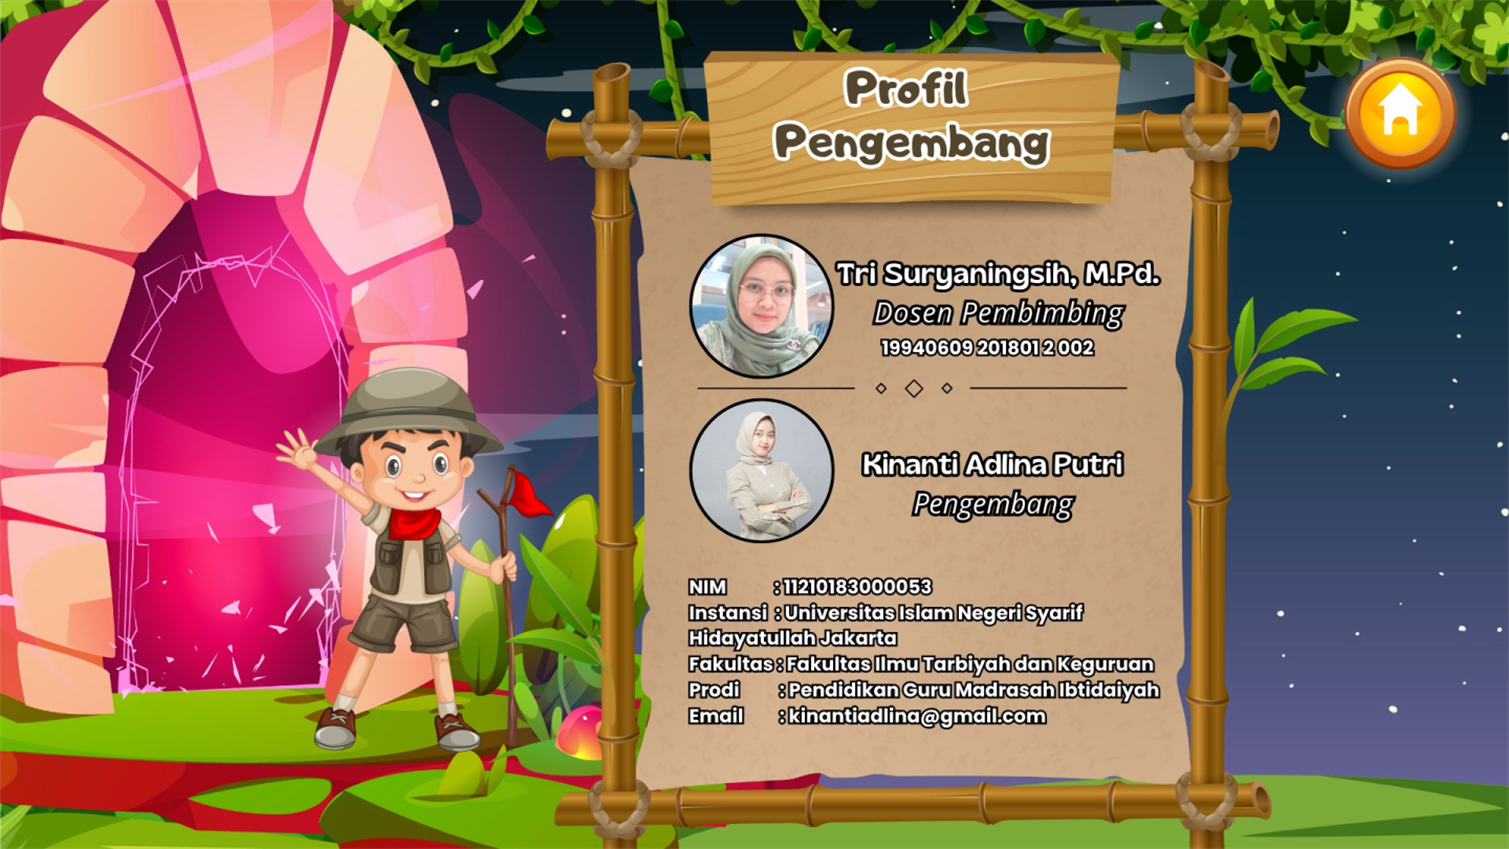 Profil
Pengembang
Tri Suryaningsih, M.Pd.
Dosen Pembimbing
19940609 201801 2 002
Kinanti Adlina Putri
Pengembang
NIM : 11210183000053
Instansi : Universitas Islam Negeri Syarif
Hidayatullah Jakarta
Fakultas : Fakultas Ilmu Tarbiyah dan Keguruan
Prodi : Pendidikan Guru Madrasah Ibtidaiyah
Email : kinantiadlina@gmail.com